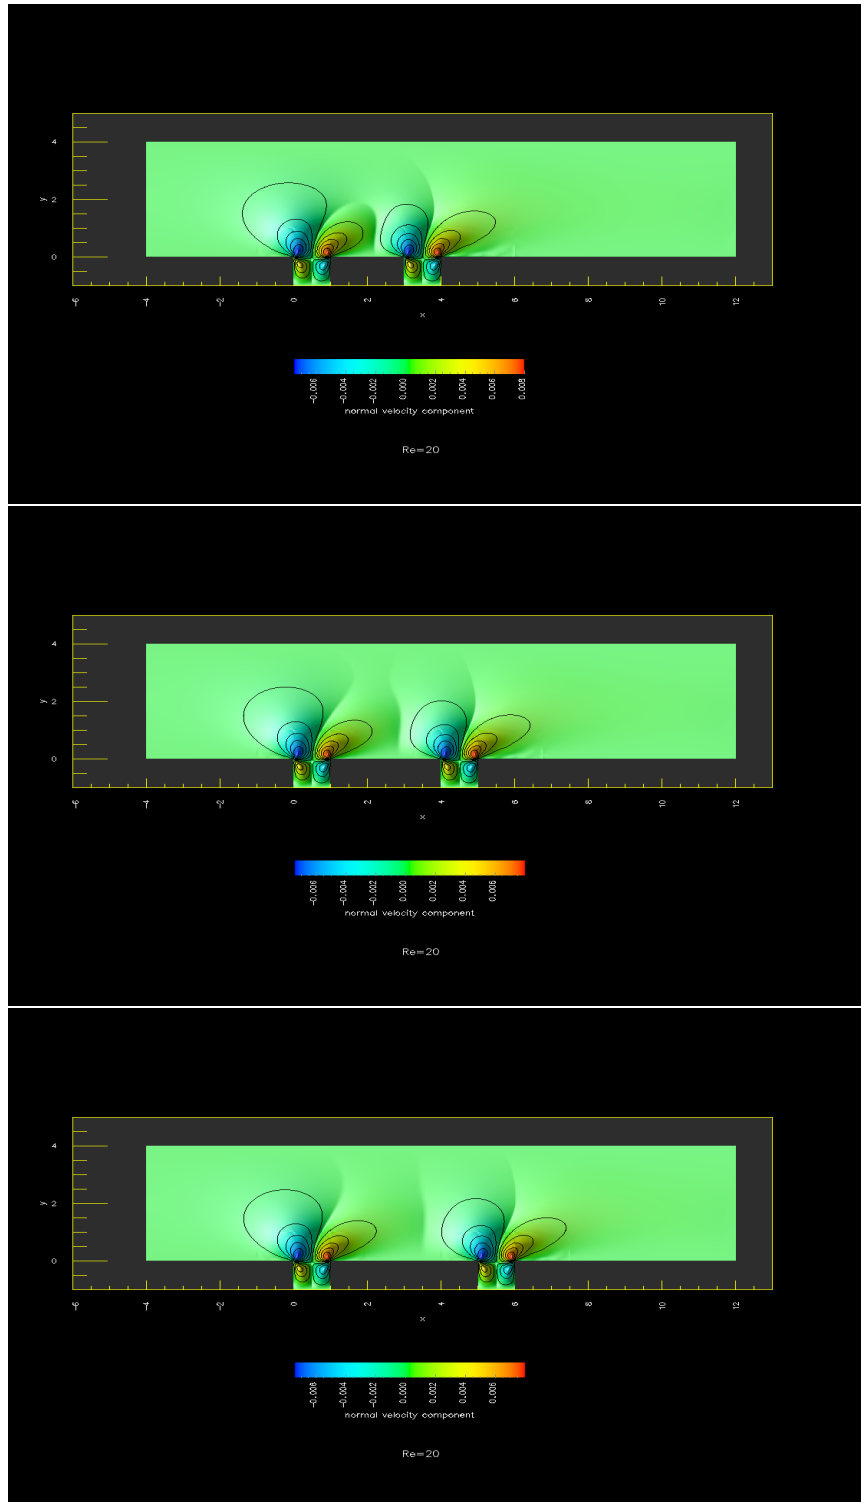 4
y 2
0
-6 -4 -2 0 2 4 6 8 10 12
x
-0.006 -0.004 -0.002 0.000 0.002 0.004 0.006 0.008
normal velocity component
Re=20
4
y 2
0
-6 -4 -2 0 2 4 6 8 10 12
x
-0.006 -0.004 -0.002 0.000 0.002 0.004 0.006
normal velocity component
Re=20
4
y 2
0
-6 -4 -2 0 2 4 6 8 10 12
x
-0.006 -0.004 -0.002 0.000 0.002 0.004 0.006
normal velocity component
Re=20